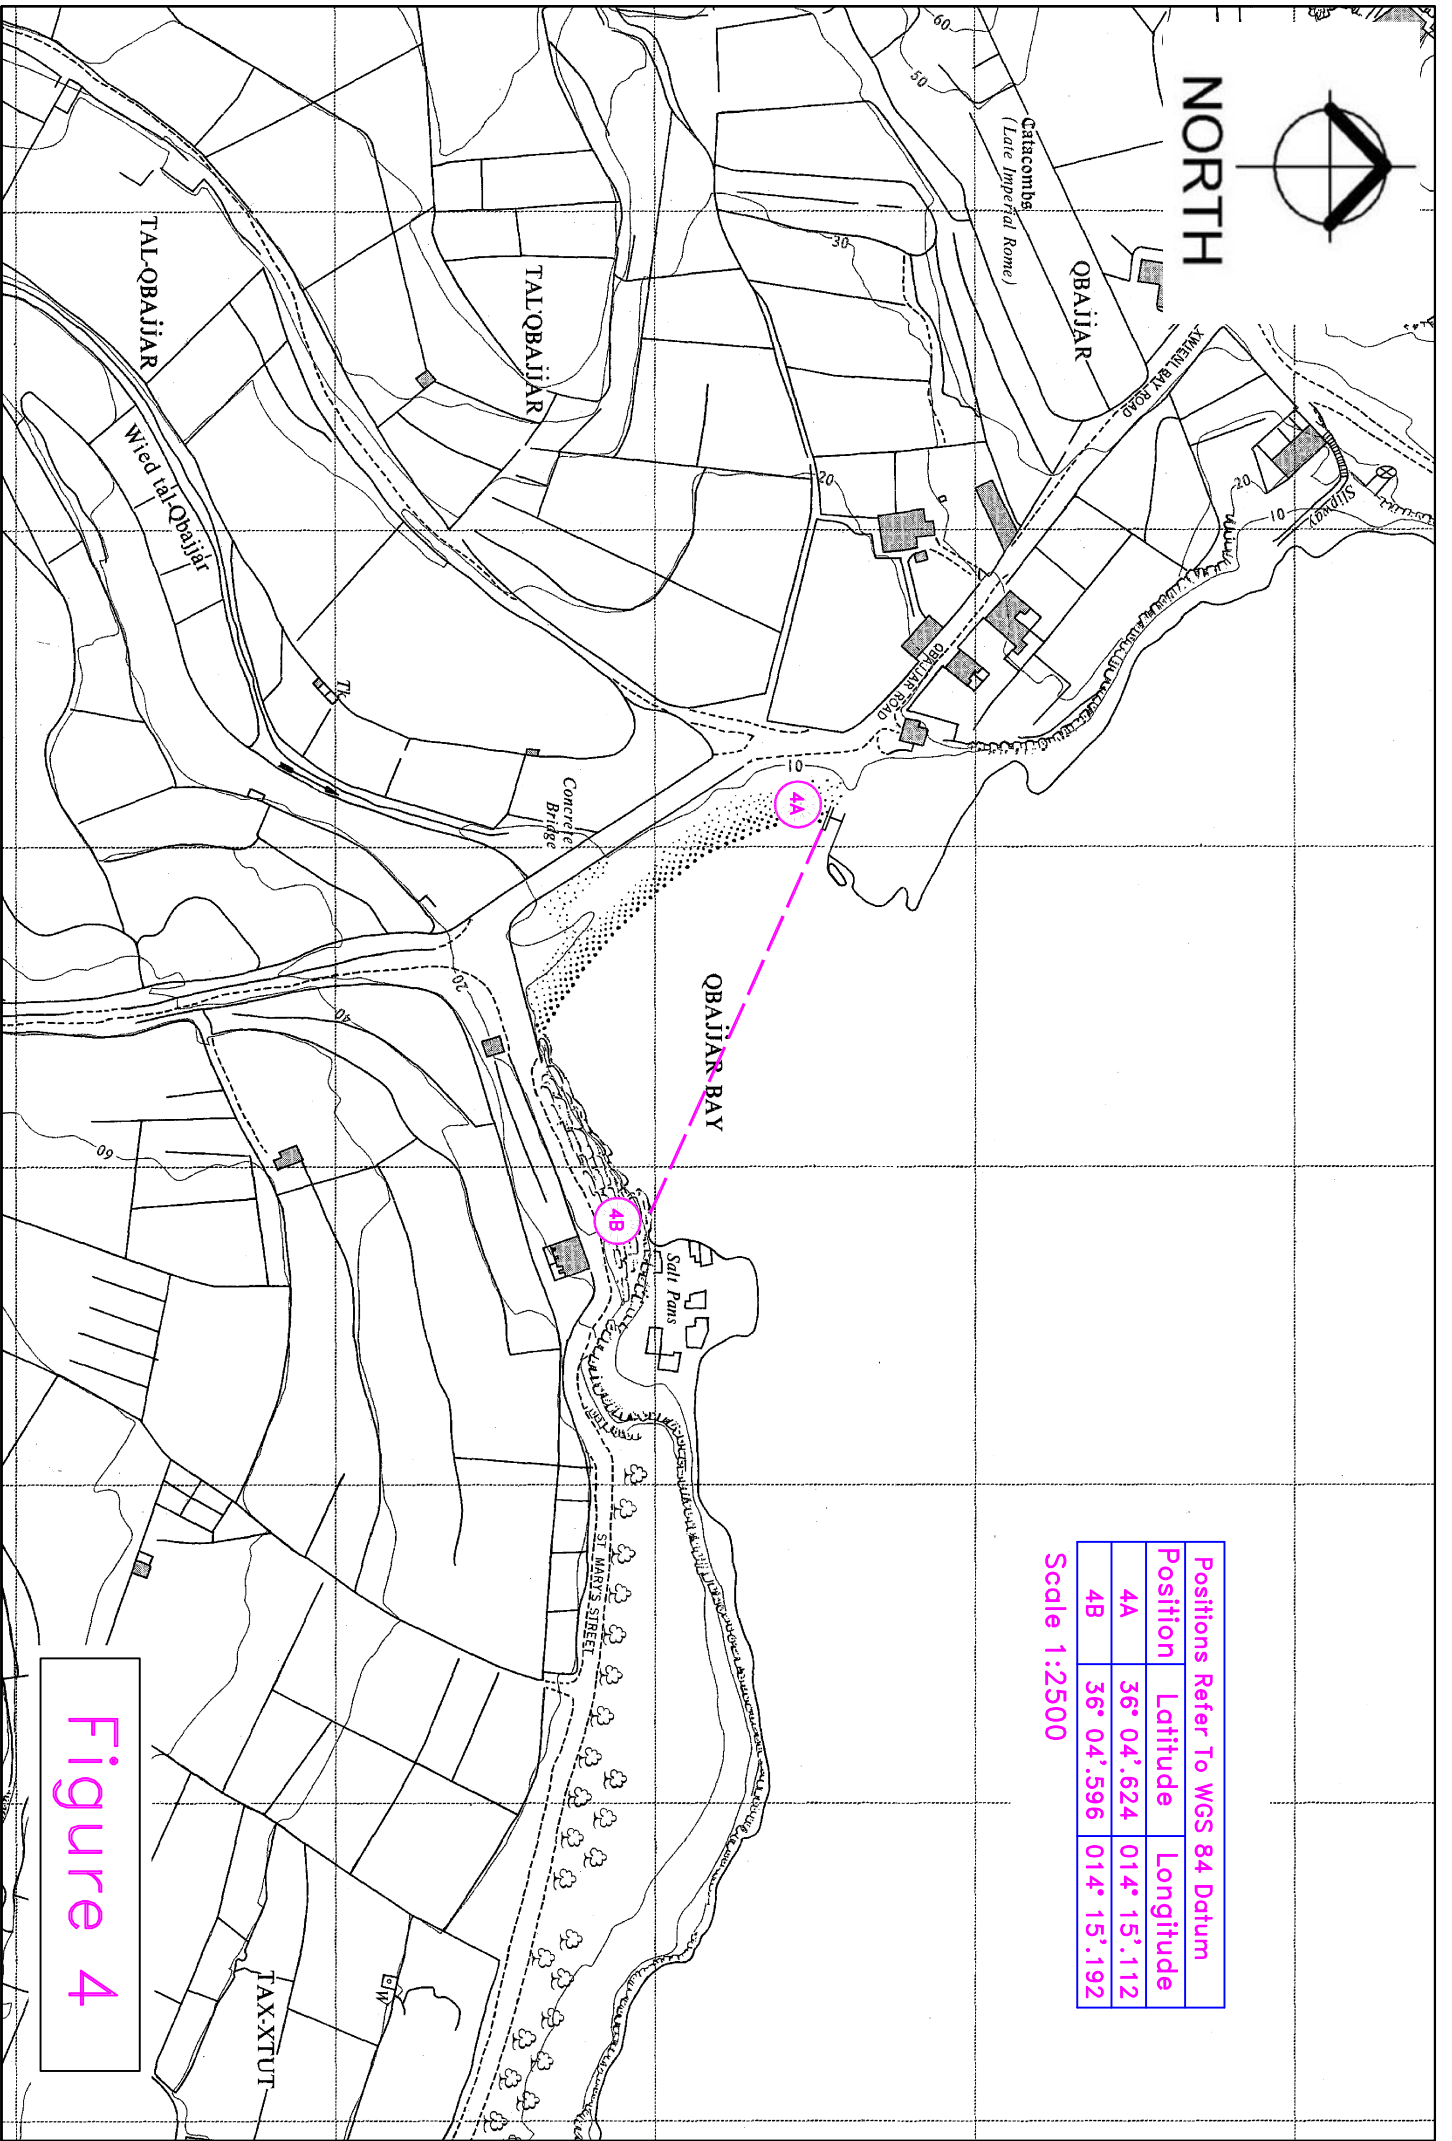 NORTH
60
50
Catacombs
(Late Imperial Rome)
QBAJJAR
XWIENI BAY ROAD
Slipway
20
10
30
20
TAL-QBAJJAR
TAL-QBAJJAR
Wied tal-Qbajjar
QBAJJAR ROAD
Tk
10
4A
Concrete
Bridge
QBAJJAR BAY
20
40
60
4B
Salt Pans
ST MARY'S STREET
W
TAX-XTUT
Positions Refer To WGS 84 Datum
Position Latitude Longitude
4A 36° 04'.624 014° 15'.112
4B 36° 04'.596 014° 15'.192
Scale 1:2500
Figure 4